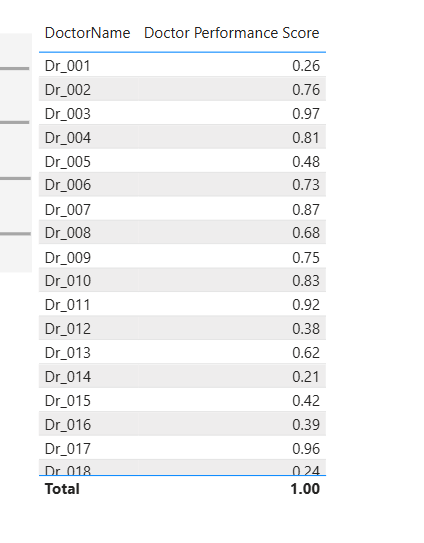 DoctorName Doctor Performance Score
Dr_001 0.26
Dr_002 0.76
Dr_003 0.97
Dr_004 0.81
Dr_005 0.48
Dr_006 0.73
Dr_007 0.87
Dr_008 0.68
Dr_009 0.75
Dr_010 0.83
Dr_011 0.92
Dr_012 0.38
Dr_013 0.62
Dr_014 0.21
Dr_015 0.42
Dr_016 0.39
Dr_017 0.96
Dr_018 0.24
Total 1.00